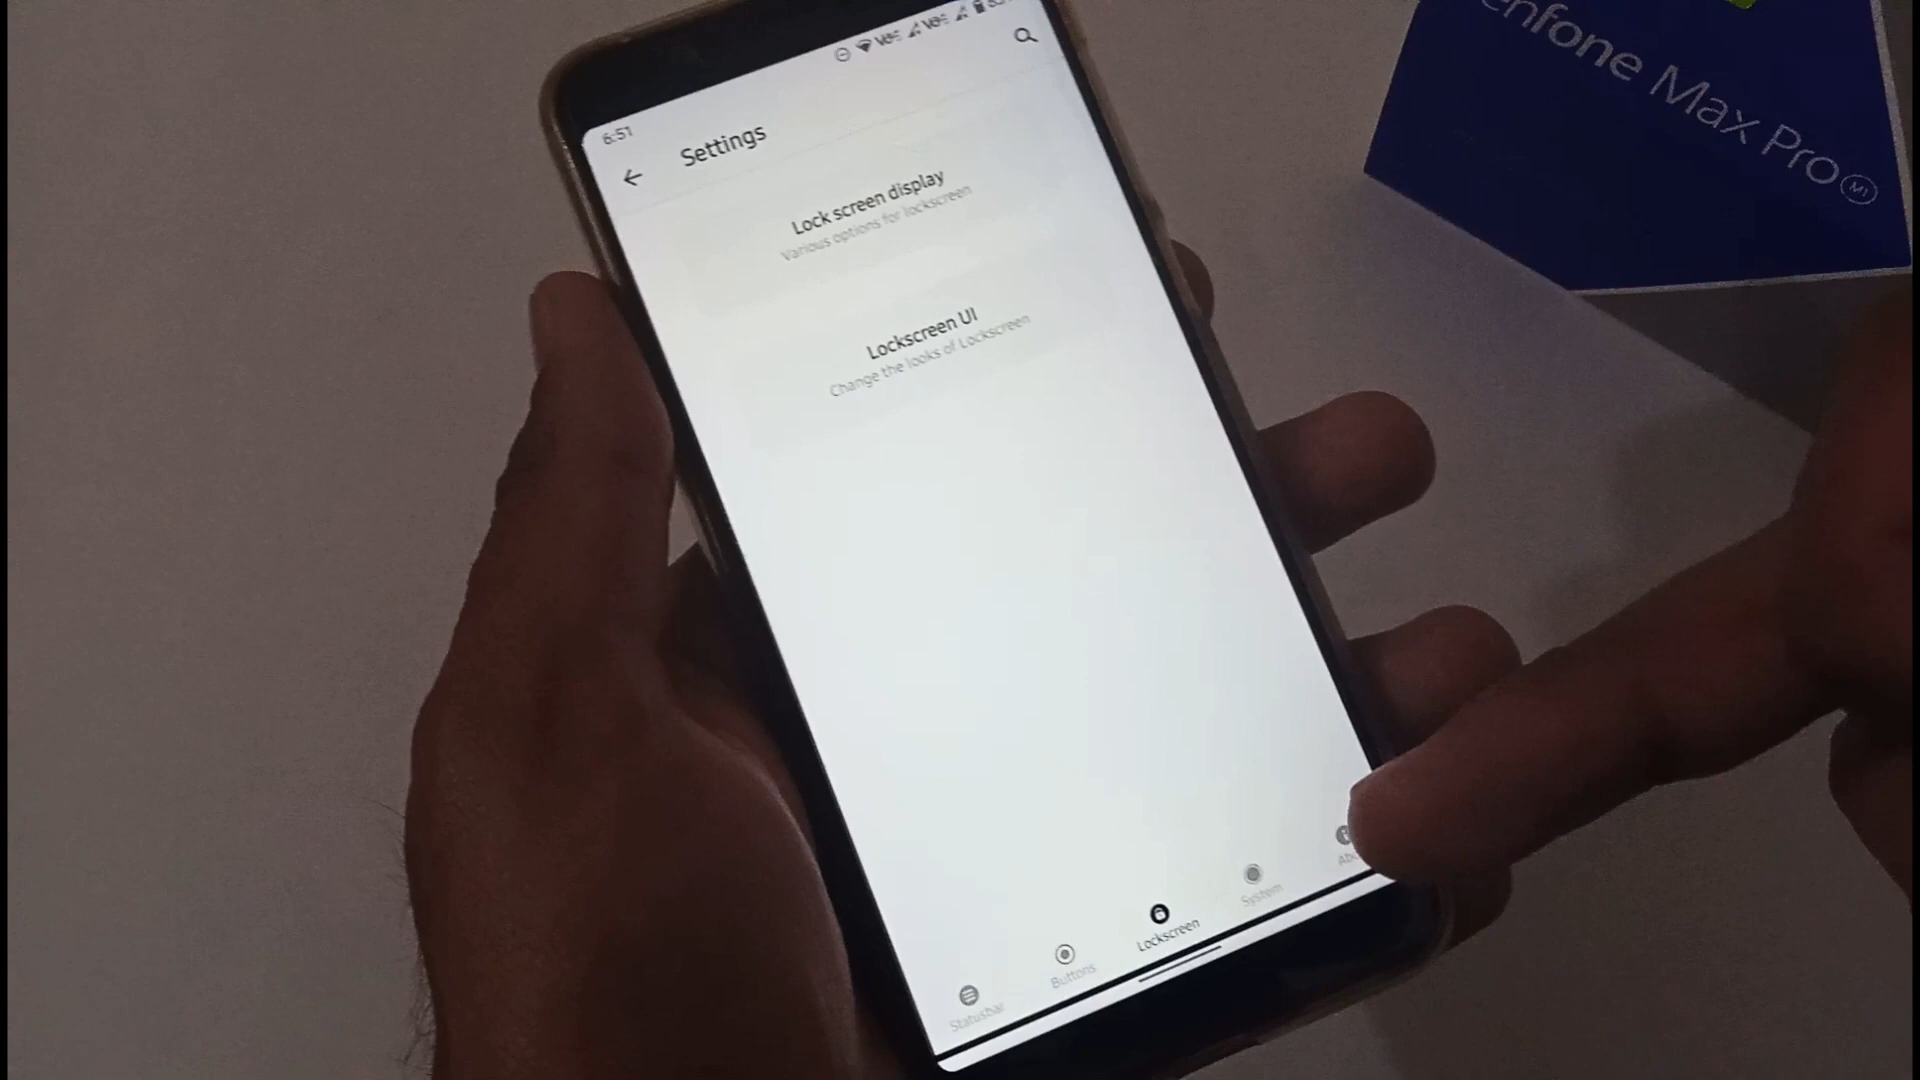 enfone Max Pro M1
6:51
Settings
Lock screen display
Various options for lockscreen
Lockscreen UI
Change the looks of Lockscreen
Statusbar
Buttons
Lockscreen
System